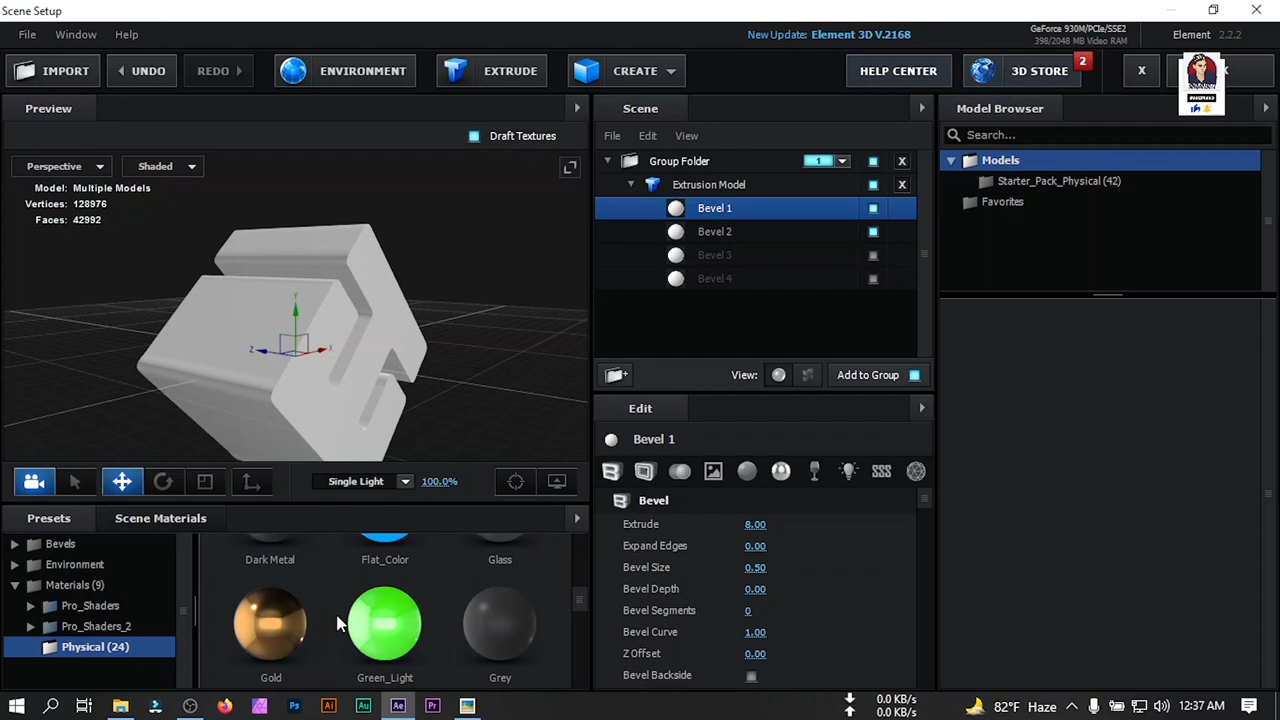 Scene Setup
File Window Help
New Update: Element 3D V.2168
GeForce 930M/PCIe/SSE2
398/2048 MB Video RAM
Element 2.2.2
IMPORT
UNDO
REDO
ENVIRONMENT
EXTRUDE
CREATE
HELP CENTER
3D STORE
2
X
X
Preview
Draft Textures
Perspective
Shaded
Model: Multiple Models
Vertices: 128976
Faces: 42992
Y
Z
X
Single Light
100.0%
Scene
File Edit View
Group Folder
1
X
Extrusion Model
X
Bevel 1
Bevel 2
Bevel 3
Bevel 4
View:
Add to Group
Edit
Bevel 1
Bevel
Extrude 8.00
Expand Edges 0.00
Bevel Size 0.50
Bevel Depth 0.00
Bevel Segments 0
Bevel Curve 1.00
Z Offset 0.00
Bevel Backside
Model Browser
Search...
Models
Starter_Pack_Physical (42)
Favorites
Presets
Scene Materials
Bevels
Environment
Materials (9)
Pro_Shaders
Pro_Shaders_2
Physical (24)
Dark Metal
Flat_Color
Glass
Gold
Green_Light
Grey
Ps
Ai
Au
Ae
Pr
0.0 KB/s
0.0 KB/s
82°F Haze
12:37 AM